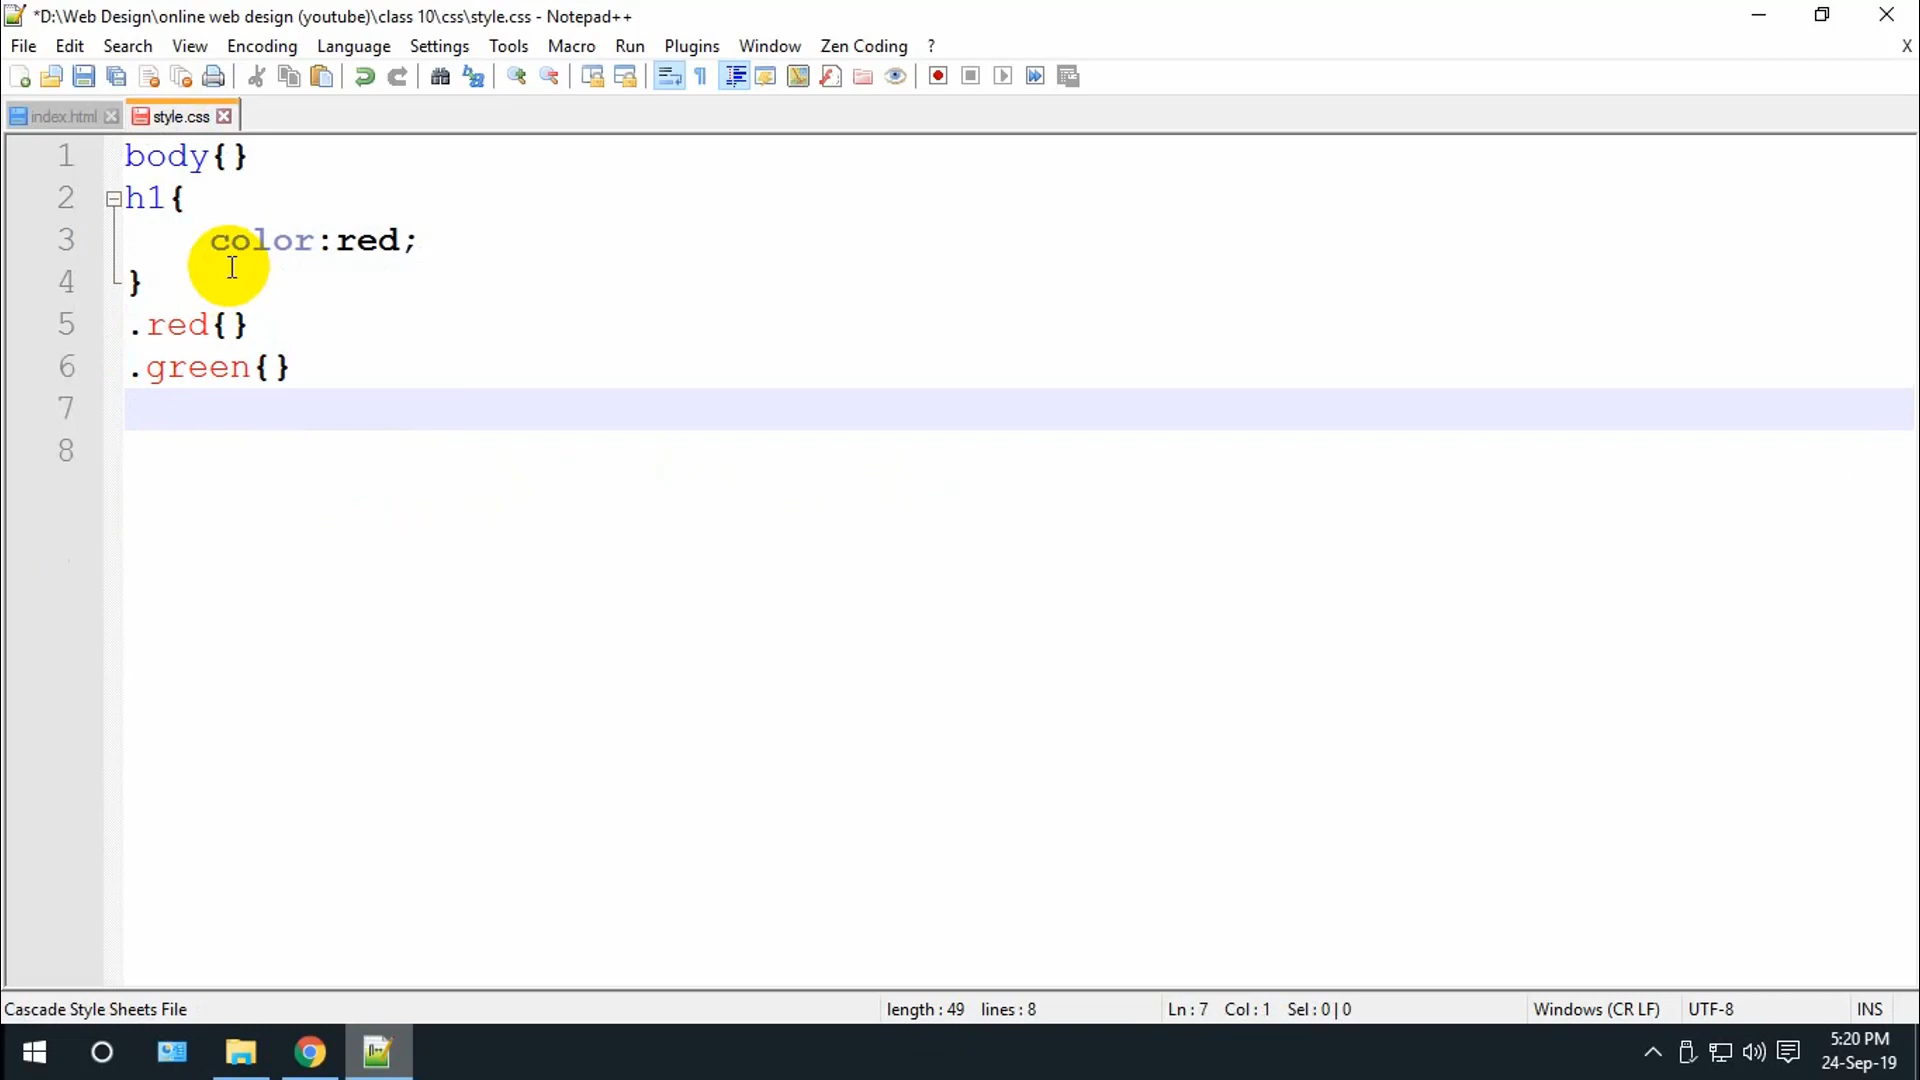 *D:\Web Design\online web design (youtube)\class 10\css\style.css - Notepad++
File Edit Search View Encoding Language Settings Tools Macro Run Plugins Window Zen Coding ? X
index.html style.css
1 body{}
2 h1{
3 color:red;
4 }
5 .red{}
6 .green{}
7
8
Cascade Style Sheets File length : 49 lines : 8 Ln : 7 Col : 1 Sel : 0 | 0 Windows (CR LF) UTF-8 INS
5:20 PM
24-Sep-19